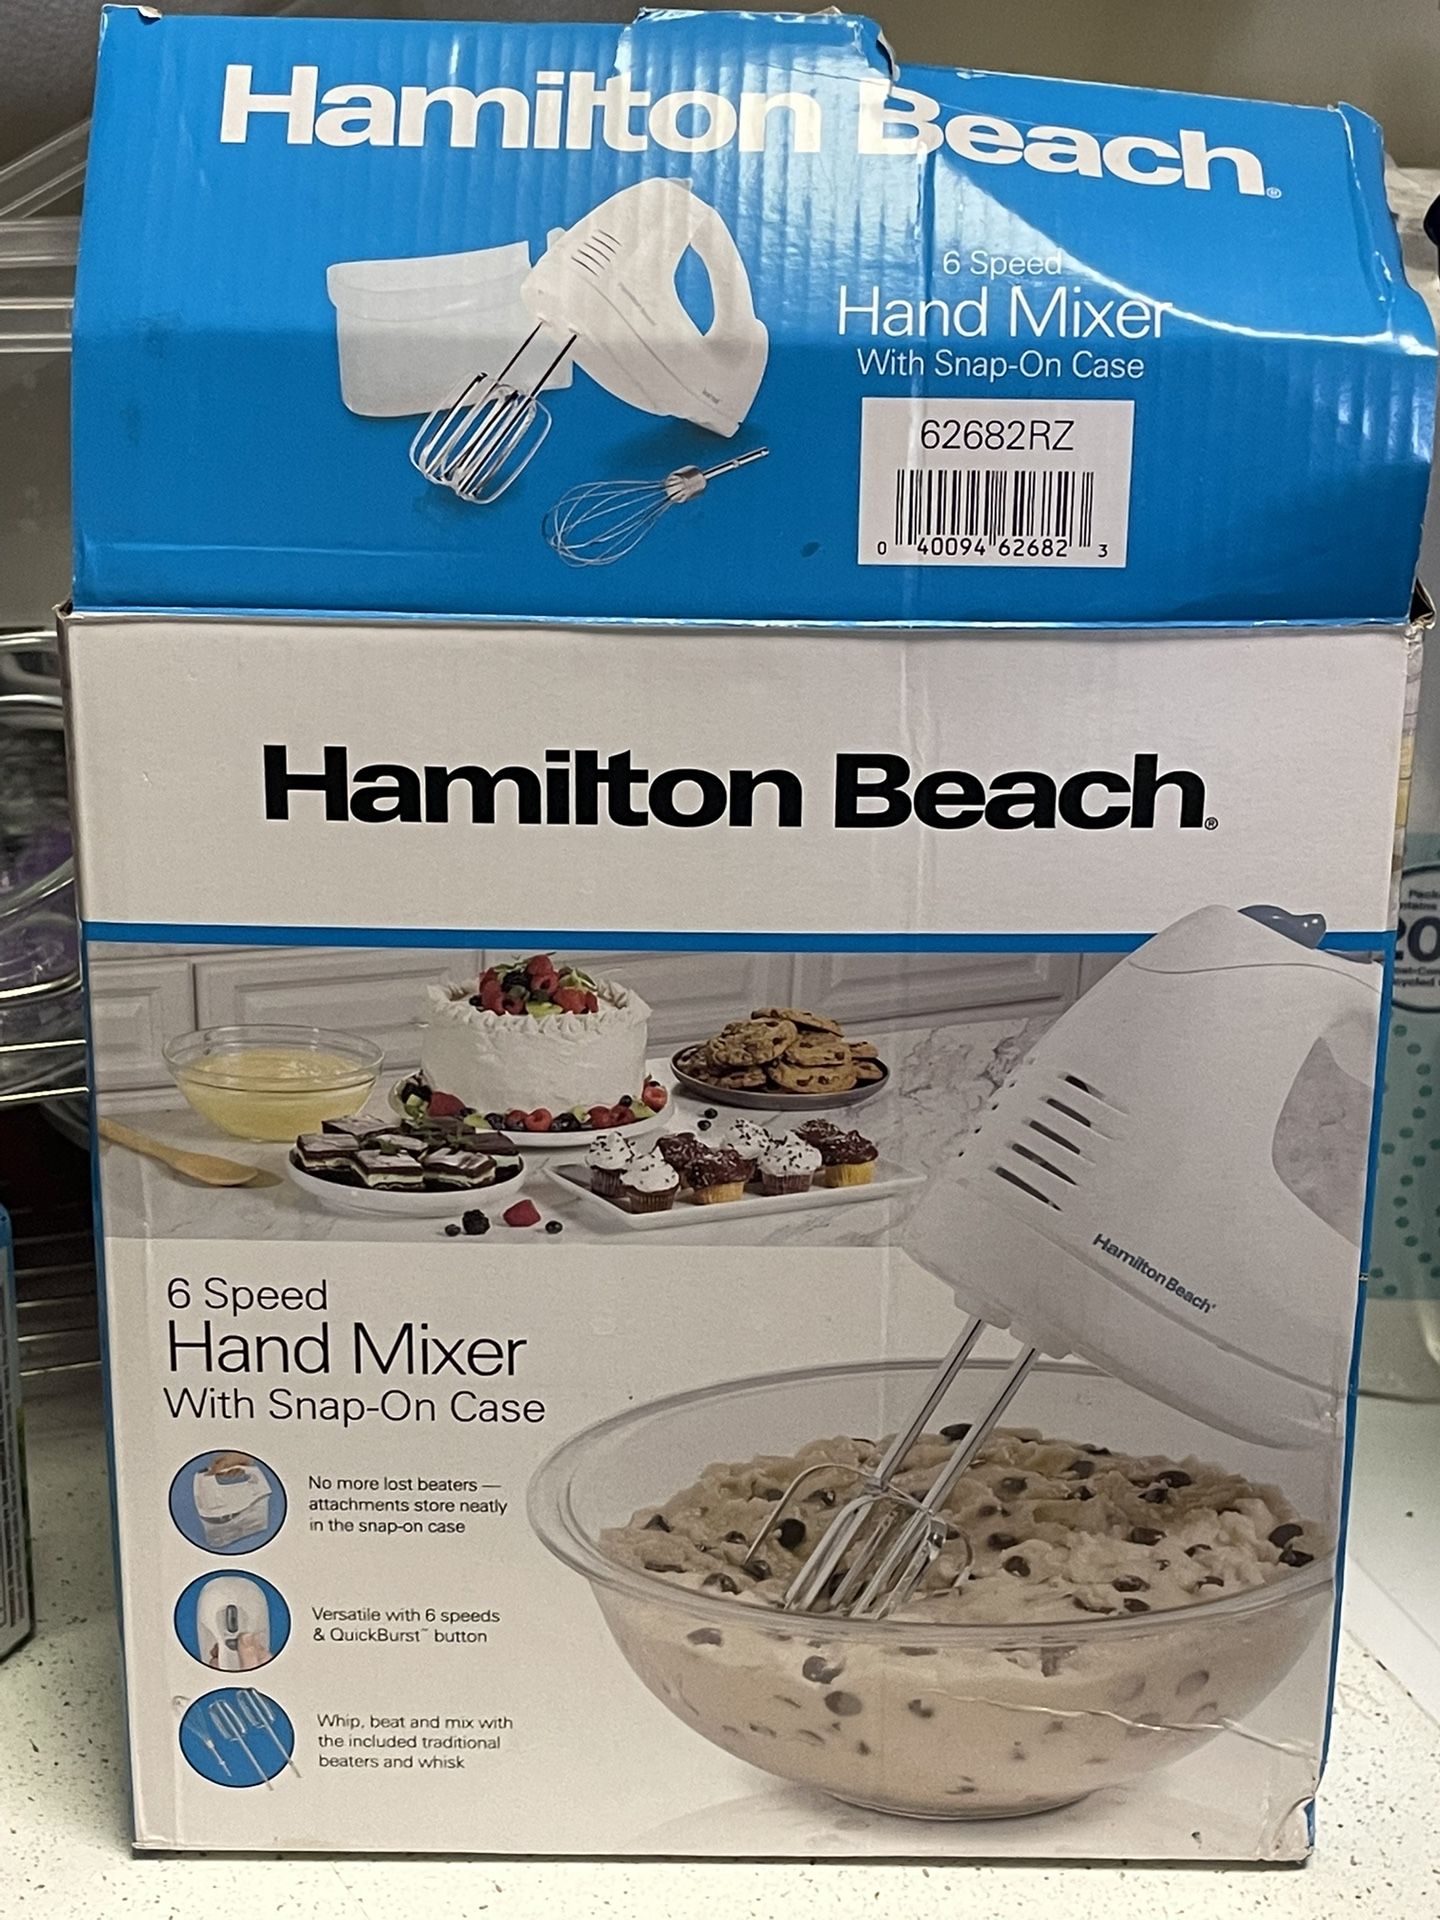 Hamilton Beach®
6 Speed
Hand Mixer
With Snap-On Case
62682RZ
0 40094 62682 3
Hamilton Beach®
Hamilton Beach
6 Speed
Hand Mixer
With Snap-On Case
No more lost beaters —
attachments store neatly
in the snap-on case
Versatile with 6 speeds
& QuickBurst™ button
Whip, beat and mix with
the included traditional
beaters and whisk